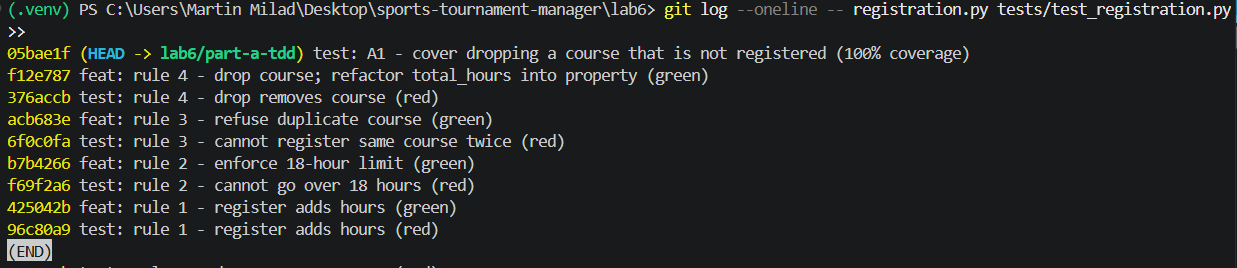 (.venv) PS C:\Users\Martin Milad\Desktop\sports-tournament-manager\lab6> git log --oneline -- registration.py tests/test_registration.py
>>
05bae1f (HEAD -> lab6/part-a-tdd) test: A1 - cover dropping a course that is not registered (100% coverage)
f12e787 feat: rule 4 - drop course; refactor total_hours into property (green)
376accb test: rule 4 - drop removes course (red)
acb683e feat: rule 3 - refuse duplicate course (green)
6f0c0fa test: rule 3 - cannot register same course twice (red)
b7b4266 feat: rule 2 - enforce 18-hour limit (green)
f69f2a6 test: rule 2 - cannot go over 18 hours (red)
425042b feat: rule 1 - register adds hours (green)
96c80a9 test: rule 1 - register adds hours (red)
(END)